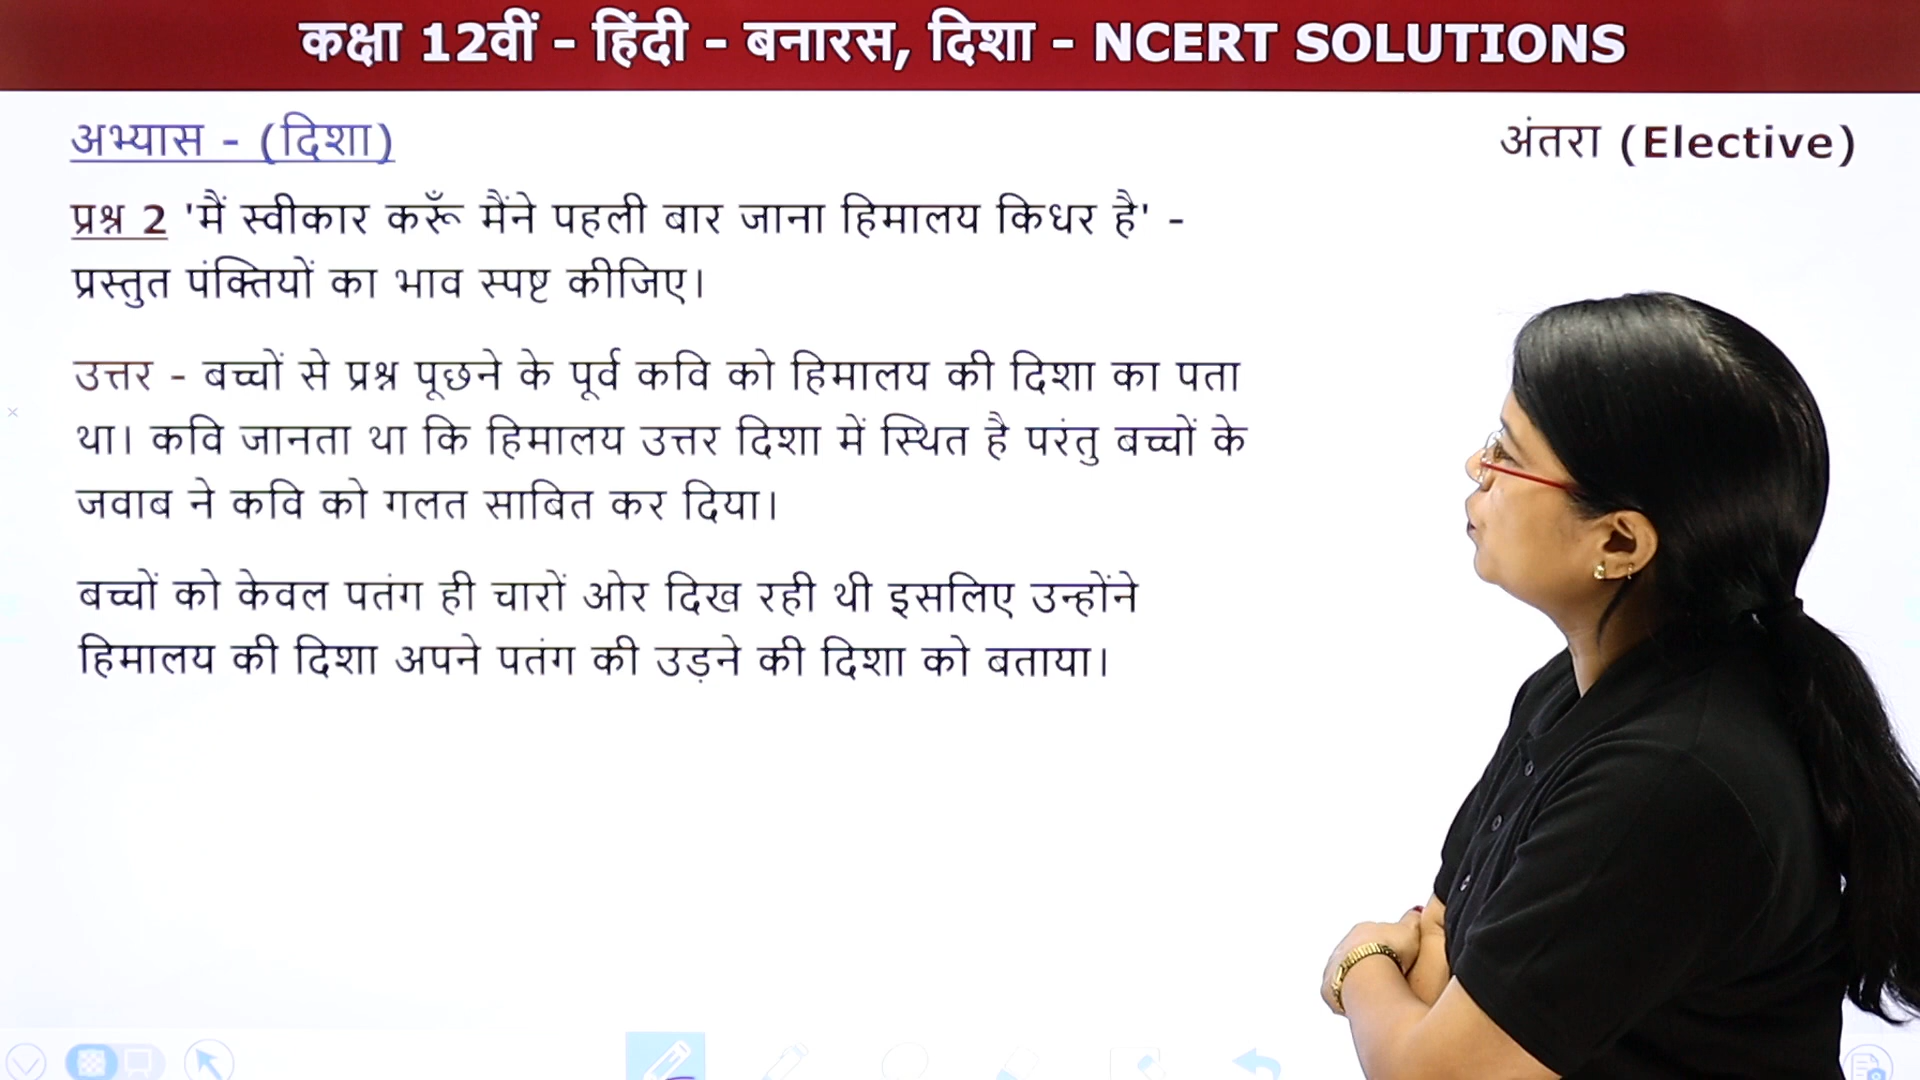 कक्षा 12वीं - हिंदी - बनारस, दिशा - NCERT SOLUTIONS
अभ्यास - (दिशा)
अंतरा (Elective)
प्रश्न 2 'मैं स्वीकार करूँ मैंने पहली बार जाना हिमालय किधर है' -
प्रस्तुत पंक्तियों का भाव स्पष्ट कीजिए।
उत्तर - बच्चों से प्रश्न पूछने के पूर्व कवि को हिमालय की दिशा का पता
था। कवि जानता था कि हिमालय उत्तर दिशा में स्थित है परंतु बच्चों के
जवाब ने कवि को गलत साबित कर दिया।
बच्चों को केवल पतंग ही चारों ओर दिख रही थी इसलिए उन्होंने
हिमालय की दिशा अपने पतंग की उड़ने की दिशा को बताया।